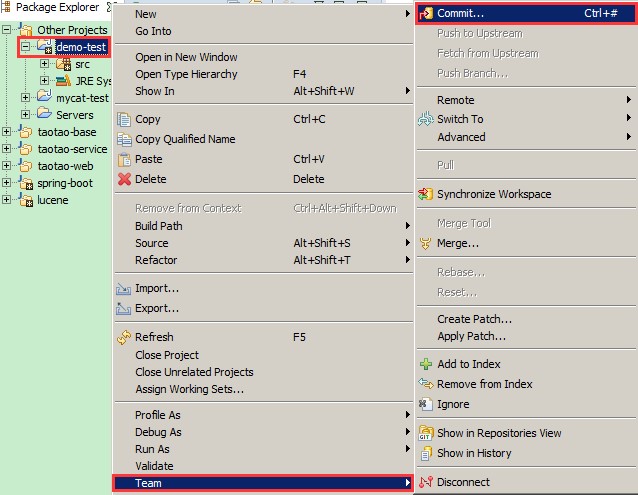 Package Explorer
Other Projects
demo-test
src
JRE Sys
mycat-test
Servers
taotao-base
taotao-service
taotao-web
spring-boot
lucene
New
Go Into
Open in New Window
Open Type Hierarchy F4
Show In Alt+Shift+W
Copy Ctrl+C
Copy Qualified Name
Paste Ctrl+V
Delete Delete
Remove from Context Ctrl+Alt+Shift+Down
Build Path
Source Alt+Shift+S
Refactor Alt+Shift+T
Import...
Export...
Refresh F5
Close Project
Close Unrelated Projects
Assign Working Sets...
Profile As
Debug As
Run As
Validate
Team
Commit... Ctrl+#
Push to Upstream
Fetch from Upstream
Push Branch...
Remote
Switch To
Advanced
Pull
Synchronize Workspace
Merge Tool
Merge...
Rebase...
Reset...
Create Patch...
Apply Patch...
Add to Index
Remove from Index
Ignore
GIT
Show in Repositories View
Show in History
Disconnect